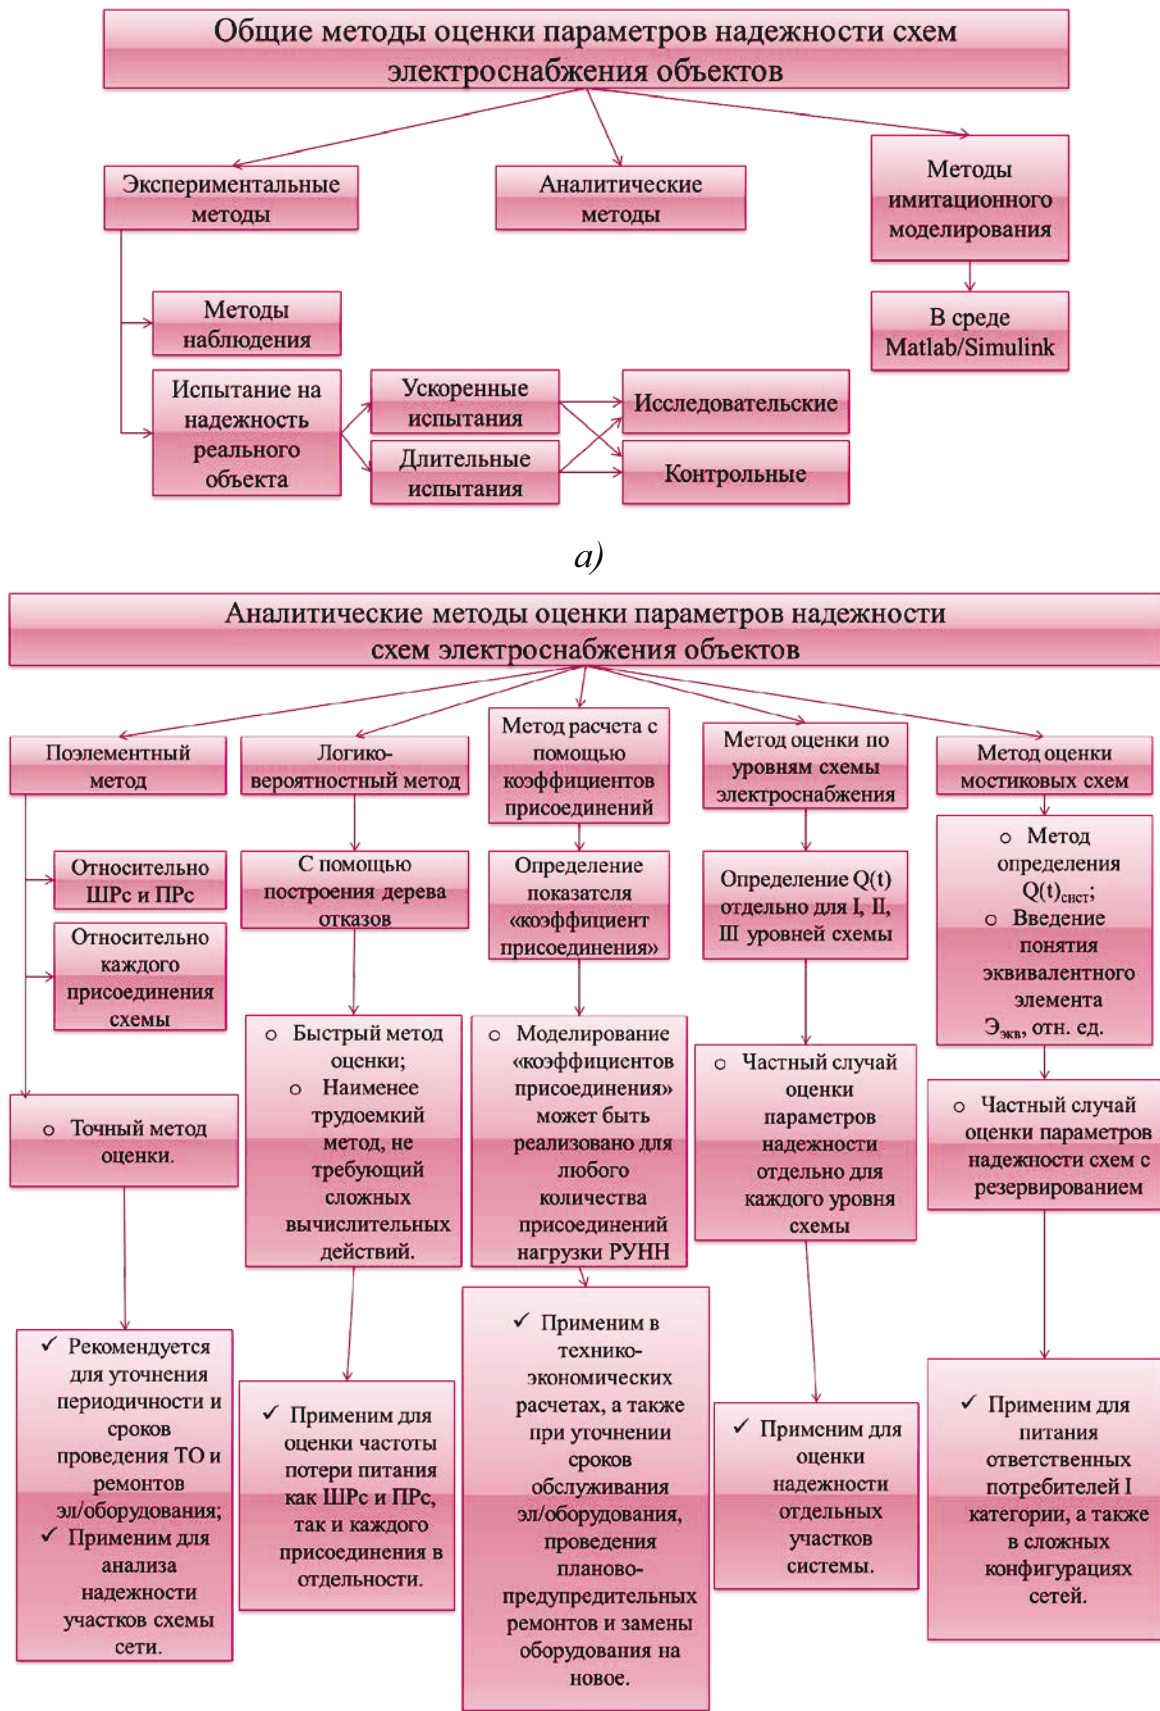 Общие методы оценки параметров надежности схем
электроснабжения объектов
Экспериментальные
методы
Аналитические
методы
Методы
имитационного
моделирования
Методы
наблюдения
В среде
Matlab/Simulink
Испытание на
надежность
реального
объекта
Ускоренные
испытания
Исследовательские
Длительные
испытания
Контрольные
а)
Аналитические методы оценки параметров надежности
схем электроснабжения объектов
Поэлементный
метод
Логико-
вероятностный метод
Метод расчета с
помощью
коэффициентов
присоединений
Метод оценки по
уровням схемы
электроснабжения
Метод оценки
мостиковых схем
Относительно
ШРс и ПРс
Относительно
каждого
присоединения
схемы
С помощью
построения дерева
отказов
Определение
показателя
«коэффициент
присоединения»
Определение Q(t)
отдельно для I, II,
III уровней схемы
o Метод
определения
Q(t)сист;
o Введение
понятия
эквивалентного
элемента
Ээкв, отн. ед.
o Точный метод
оценки.
o Быстрый метод
оценки;
o Наименее
трудоемкий
метод, не
требующий
сложных
вычислительных
действий.
o Моделирование
«коэффициентов
присоединения»
может быть
реализовано для
любого
количества
присоединений
нагрузки РУНН
o Частный случай
оценки
параметров
надежности
отдельно для
каждого уровня
схемы
o Частный случай
оценки параметров
надежности схем с
резервированием
✓ Рекомендуется
для уточнения
периодичности и
сроков
проведения ТО и
ремонтов
эл/оборудования;
✓ Применим для
анализа
надежности
участков схемы
сети.
✓ Применим для
оценки частоты
потери питания
как ШРс и ПРс,
так и каждого
присоединения в
отдельности.
✓ Применим в
технико-
экономических
расчетах, а также
при уточнении
сроков
обслуживания
эл/оборудования,
проведения
планово-
предупредительных
ремонтов и замены
оборудования на
новое.
✓ Применим для
оценки
надежности
отдельных
участков
системы.
✓ Применим для
питания
ответственных
потребителей I
категории, а также
в сложных
конфигурациях
сетей.